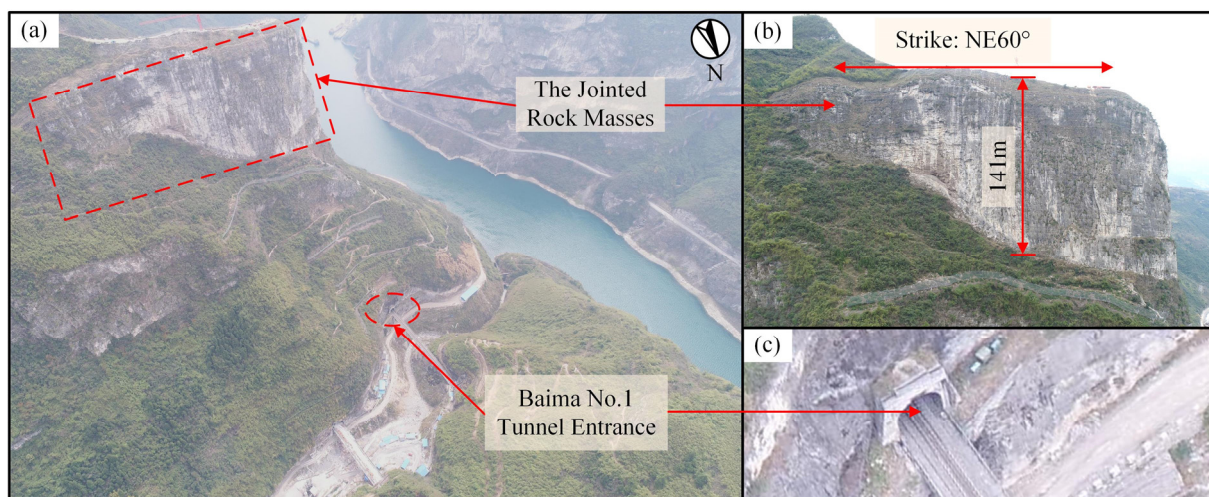 (a)
N
The Jointed
Rock Masses
Baima No.1
Tunnel Entrance
(b)
Strike: NE60°
141m
(c)